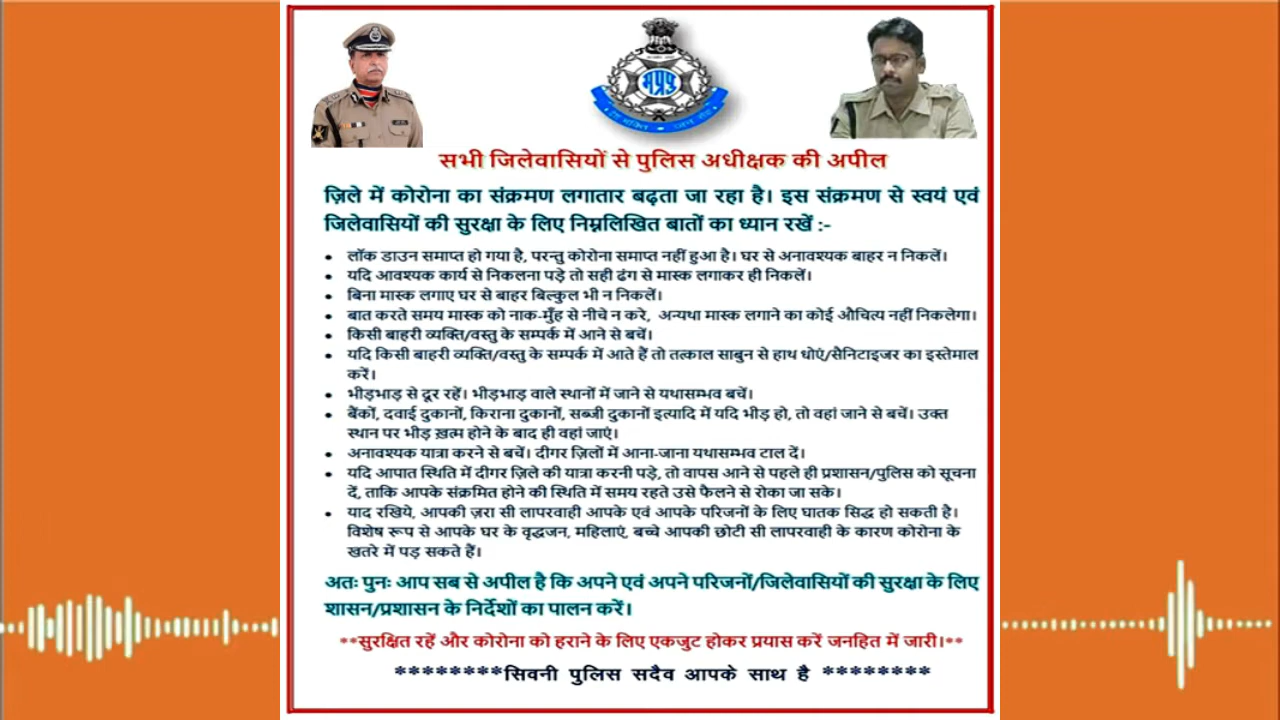 मप्रपु
देश भक्ति • जन सेवा
सभी जिलेवासियों से पुलिस अधीक्षक की अपील
ज़िले में कोरोना का संक्रमण लगातार बढ़ता जा रहा है। इस संक्रमण से स्वयं एवं
जिलेवासियों की सुरक्षा के लिए निम्नलिखित बातों का ध्यान रखें :-
• लॉक डाउन समाप्त हो गया है, परन्तु कोरोना समाप्त नहीं हुआ है। घर से अनावश्यक बाहर न निकलें।
• यदि आवश्यक कार्य से निकलना पड़े तो सही ढंग से मास्क लगाकर ही निकलें।
• बिना मास्क लगाए घर से बाहर बिल्कुल भी न निकलें।
• बात करते समय मास्क को नाक-मुँह से नीचे न करे, अन्यथा मास्क लगाने का कोई औचित्य नहीं निकलेगा।
• किसी बाहरी व्यक्ति/वस्तु के सम्पर्क में आने से बचें।
• यदि किसी बाहरी व्यक्ति/वस्तु के सम्पर्क में आते हैं तो तत्काल साबुन से हाथ धोएं/सैनिटाइजर का इस्तेमाल
करें।
• भीड़भाड़ से दूर रहें। भीड़भाड़ वाले स्थानों में जाने से यथासम्भव बचें।
• बैंकों, दवाई दुकानों, किराना दुकानों, सब्जी दुकानों इत्यादि में यदि भीड़ हो, तो वहां जाने से बचें। उक्त
स्थान पर भीड़ ख़त्म होने के बाद ही वहां जाएं।
• अनावश्यक यात्रा करने से बचें। दीगर ज़िलों में आना-जाना यथासम्भव टाल दें।
• यदि आपात स्थिति में दीगर ज़िले की यात्रा करनी पड़े, तो वापस आने से पहले ही प्रशासन/पुलिस को सूचना
दें, ताकि आपके संक्रमित होने की स्थिति में समय रहते उसे फैलने से रोका जा सके।
• याद रखिये, आपकी ज़रा सी लापरवाही आपके एवं आपके परिजनों के लिए घातक सिद्ध हो सकती है।
विशेष रूप से आपके घर के वृद्धजन, महिलाएं, बच्चे आपकी छोटी सी लापरवाही के कारण कोरोना के
खतरे में पड़ सकते हैं।
अतः पुनः आप सब से अपील है कि अपने एवं अपने परिजनों/जिलेवासियों की सुरक्षा के लिए
शासन/प्रशासन के निर्देशों का पालन करें।
**सुरक्षित रहें और कोरोना को हराने के लिए एकजुट होकर प्रयास करें जनहित में जारी।**
********सिवनी पुलिस सदैव आपके साथ है ********